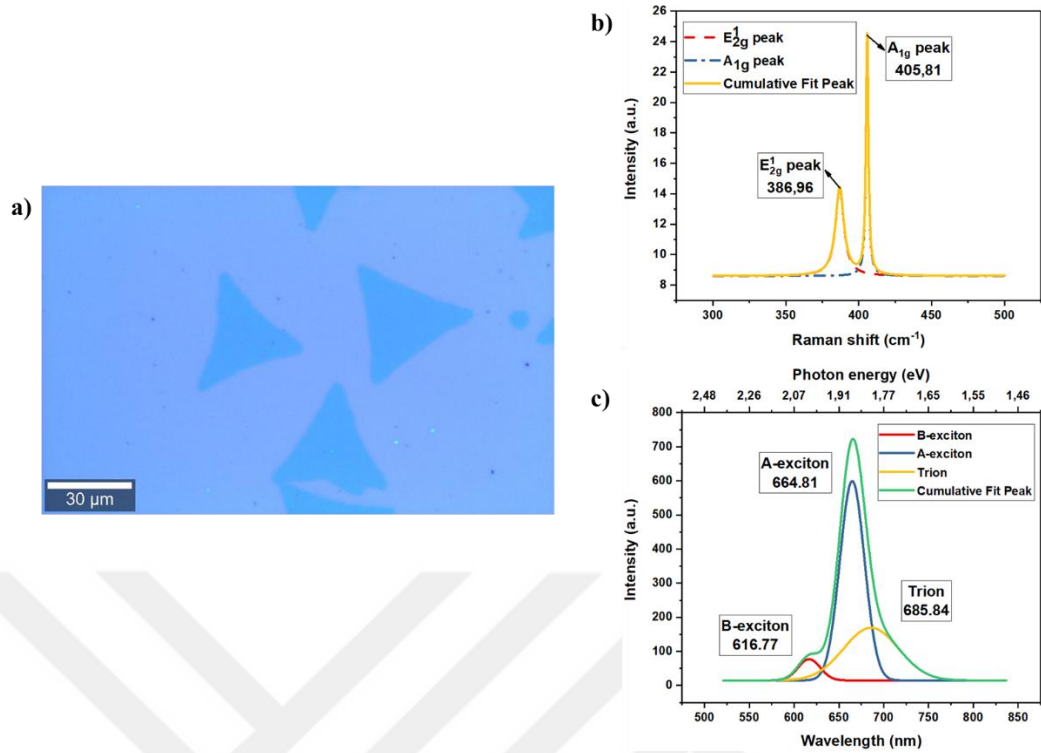 a)
30 µm
b)
E¹₂g peak
A₁g peak
Cumulative Fit Peak
A₁g peak
405,81
E¹₂g peak
386,96
26
24
22
20
18
16
14
12
10
8
Intensity (a.u.)
300
350
400
450
500
Raman shift (cm⁻¹)
c)
Photon energy (eV)
2,48
2,26
2,07
1,91
1,77
1,65
1,55
1,46
B-exciton
A-exciton
Trion
Cumulative Fit Peak
A-exciton
664.81
Trion
685.84
B-exciton
616.77
800
700
600
500
400
300
200
100
0
Intensity (a.u.)
500
550
600
650
700
750
800
850
Wavelength (nm)